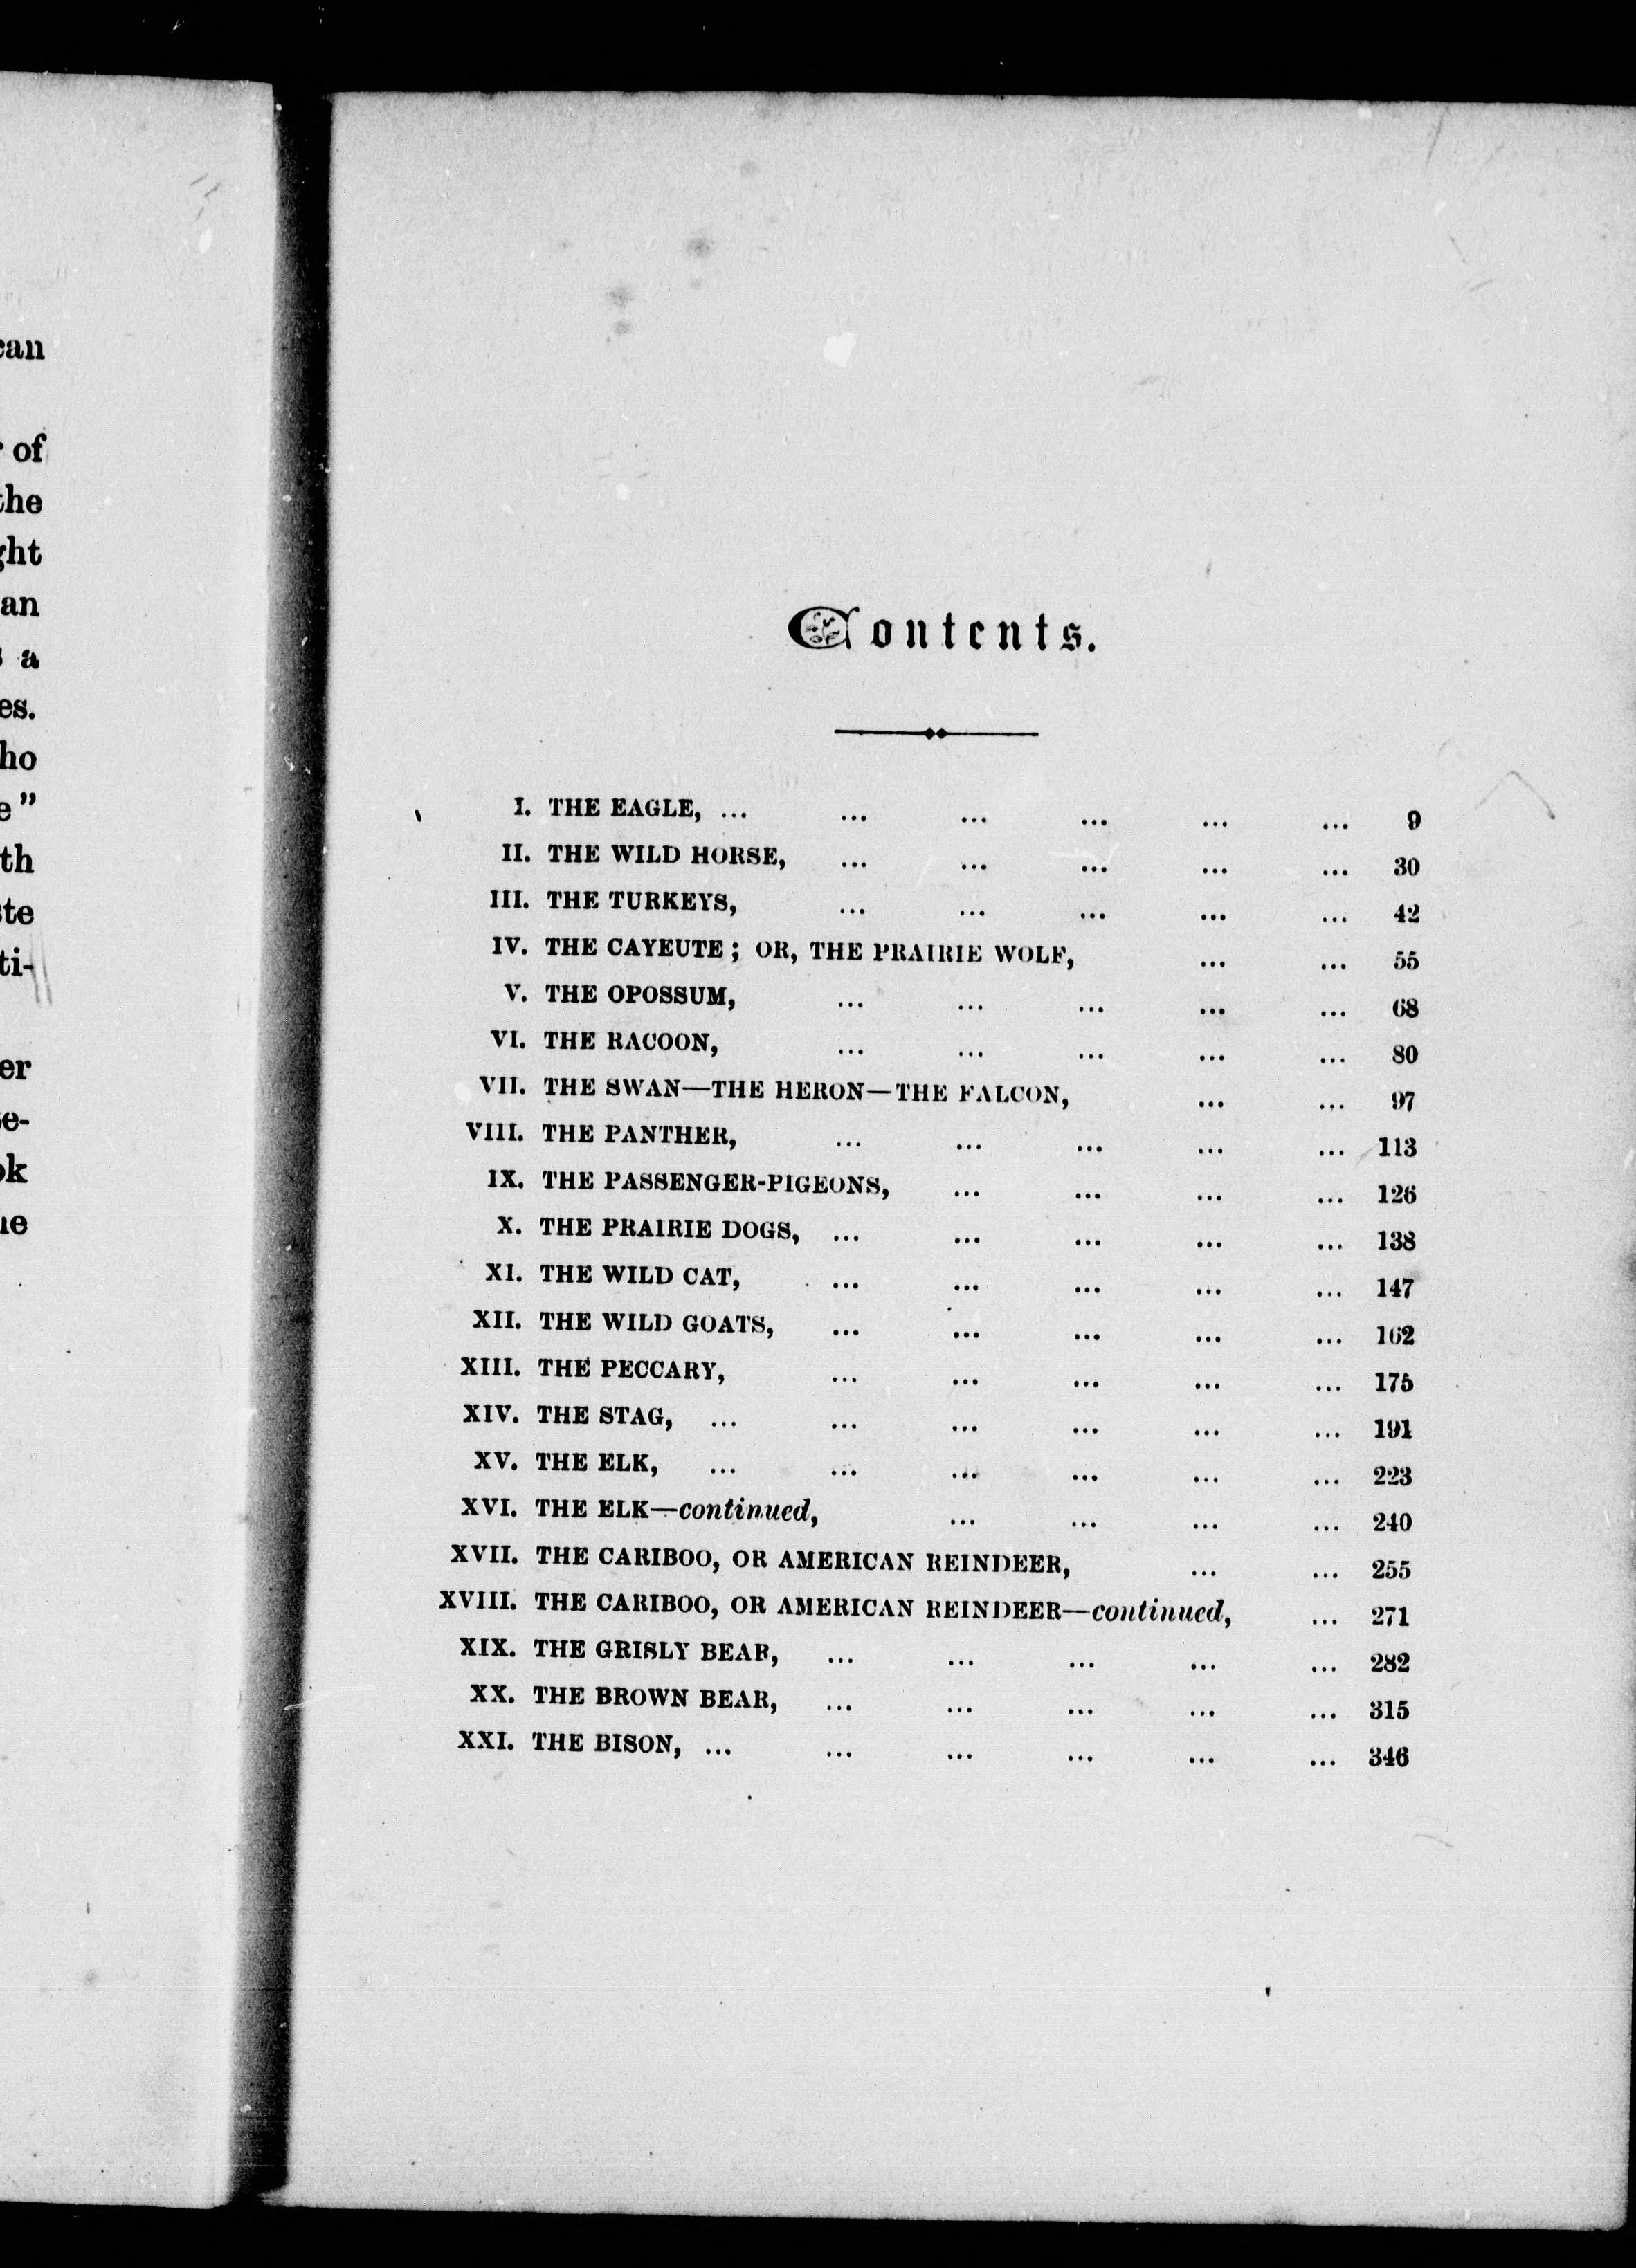 of
an
a
Contents.
I. THE EAGLE, ... ... ... ... ... ... 9
II. THE WILD HORSE, ... ... ... ... ... 30
III. THE TURKEYS, ... ... ... ... ... 42
IV. THE CAYEUTE; OR, THE PRAIRIE WOLF, ... ... 55
V. THE OPOSSUM, ... ... ... ... ... 68
VI. THE RACOON, ... ... ... ... ... 80
VII. THE SWAN—THE HERON—THE FALCON, ... ... 97
VIII. THE PANTHER, ... ... ... ... ... 113
IX. THE PASSENGER-PIGEONS, ... ... ... ... 126
X. THE PRAIRIE DOGS, ... ... ... ... ... 138
XI. THE WILD CAT, ... ... ... ... ... 147
XII. THE WILD GOATS, ... ... ... ... ... 162
XIII. THE PECCARY, ... ... ... ... ... 175
XIV. THE STAG, ... ... ... ... ... ... 191
XV. THE ELK, ... ... ... ... ... ... 223
XVI. THE ELK—continued, ... ... ... ... 240
XVII. THE CARIBOO, OR AMERICAN REINDEER, ... ... 255
XVIII. THE CARIBOO, OR AMERICAN REINDEER—continued, ... 271
XIX. THE GRISLY BEAR, ... ... ... ... ... 282
XX. THE BROWN BEAR, ... ... ... ... ... 315
XXI. THE BISON, ... ... ... ... ... ... 346